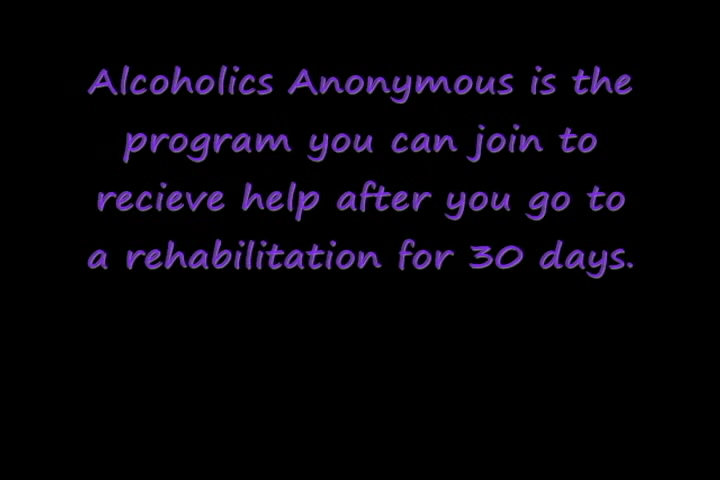 Alcoholics Anonymous is the
program you can join to
recieve help after you go to
a rehabilitation for 30 days.